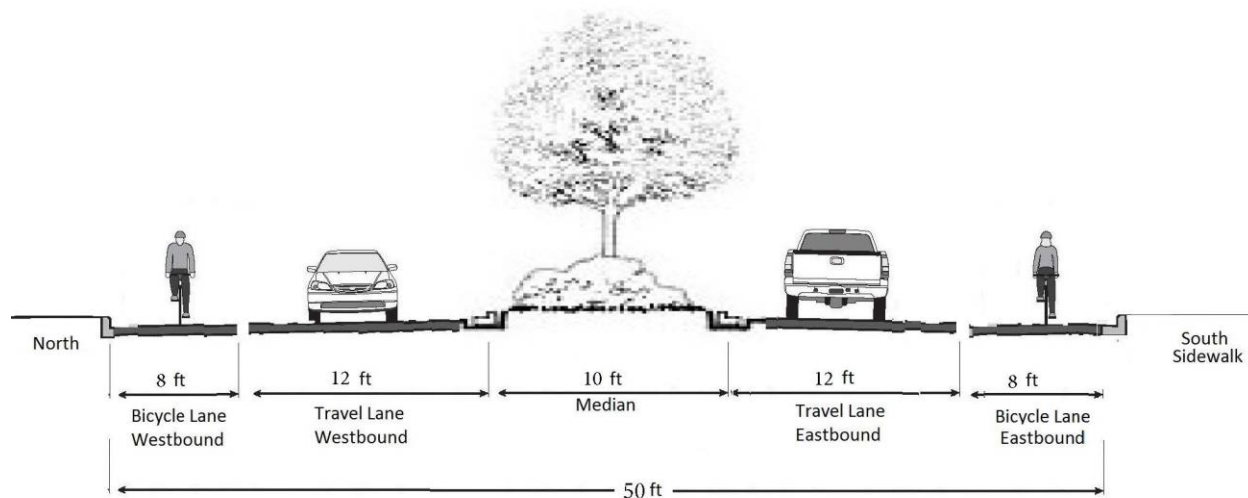 North
South
Sidewalk
8 ft
12 ft
10 ft
12 ft
8 ft
Bicycle Lane
Westbound
Travel Lane
Westbound
Median
Travel Lane
Eastbound
Bicycle Lane
Eastbound
50 ft